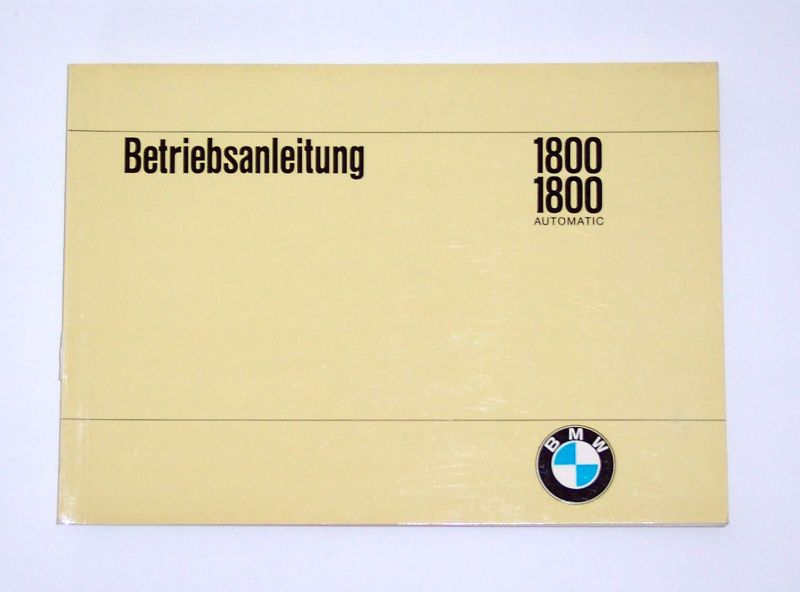 Betriebsanleitung
1800
1800
AUTOMATIC
BMW